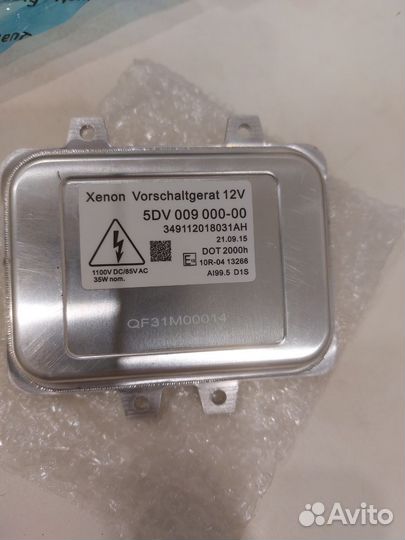 Xenon Vorschaltgerat 12V
5DV 009 000-00
349112018031AH
21.09.15
DOT 2000h
10R-04 13266
1100V DC/85V AC
35W nom.
AI99.5 D1S
QF31M00014
Avito